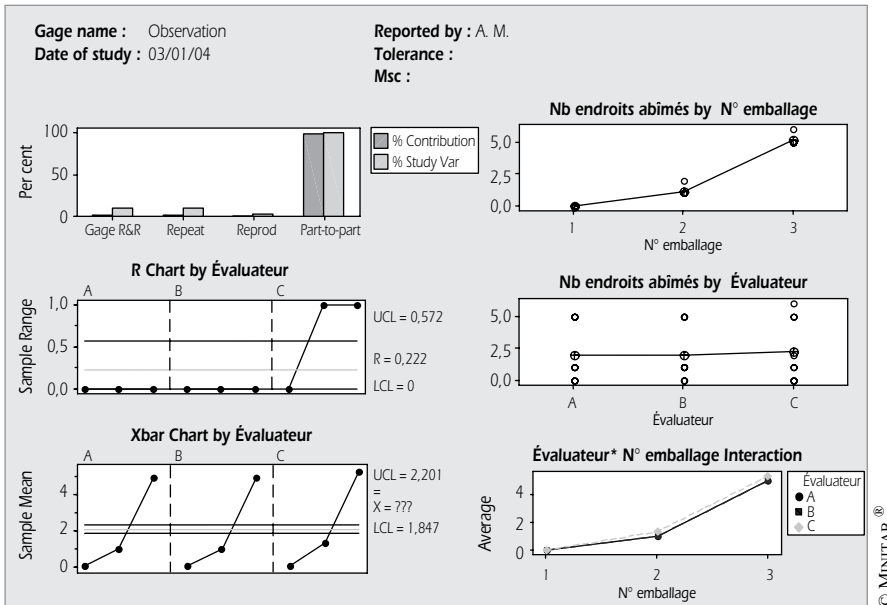 Gage name : Observation
Date of study : 03/01/04
Reported by : A. M.
Tolerance :
Msc :
Per cent
100
50
0
Gage R&R Repeat Reprod Part-to-part
% Contribution
% Study Var
Nb endroits abîmés by N° emballage
5,0
2,5
0,0
1 2 3
N° emballage
R Chart by Évaluateur
A B C
Sample Range
1,0
0,5
0,0
UCL = 0,572
R = 0,222
LCL = 0
Nb endroits abîmés by Évaluateur
5,0
2,5
0,0
A B C
Évaluateur
Xbar Chart by Évaluateur
A B C
Sample Mean
4
2
0
UCL = 2,201
=
X = ???
LCL = 1,847
Évaluateur* N° emballage Interaction
Average
4
2
0
1 2 3
N° emballage
Évaluateur
A
B
C
© MINITAB ®